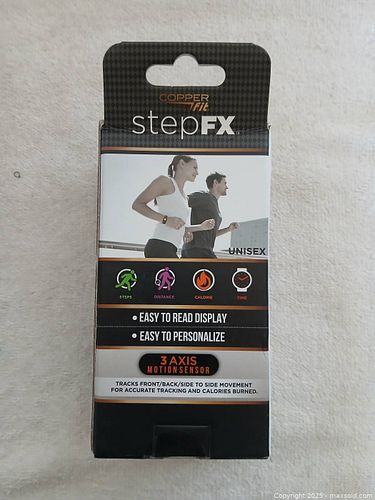 COPPER
fit
stepFX
UNISEX
STEPS
DISTANCE
CALORIE
TIME
• EASY TO READ DISPLAY
• EASY TO PERSONALIZE
3 AXIS
MOTION SENSOR
TRACKS FRONT/BACK/SIDE TO SIDE MOVEMENT
FOR ACCURATE TRACKING AND CALORIES BURNED.
Copyright 2025 - maxsold.com